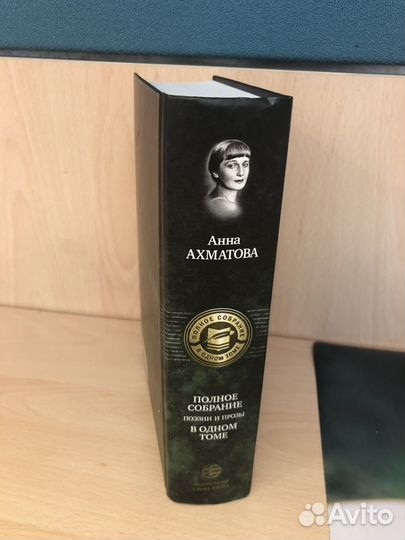 Анна
АХМАТОВА
ПОЛНОЕ СОБРАНИЕ
В ОДНОМ ТОМЕ
ПОЛНОЕ
СОБРАНИЕ
ПОЭЗИИ И ПРОЗЫ
В ОДНОМ
ТОМЕ
Avito